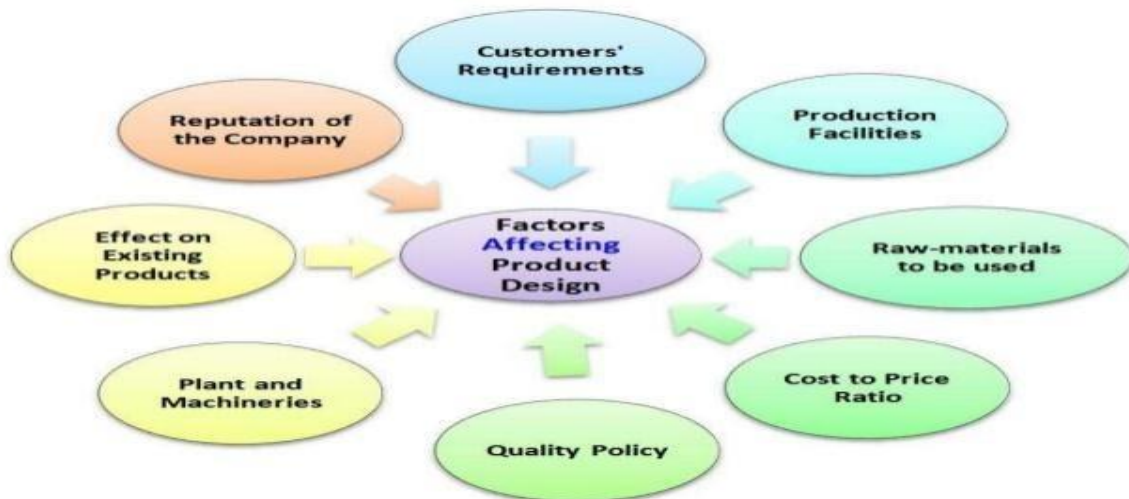 Customers'
Requirements
Production
Facilities
Raw-materials
to be used
Cost to Price
Ratio
Quality Policy
Plant and
Machineries
Effect on
Existing
Products
Reputation of
the Company
Factors
Affecting
Product
Design